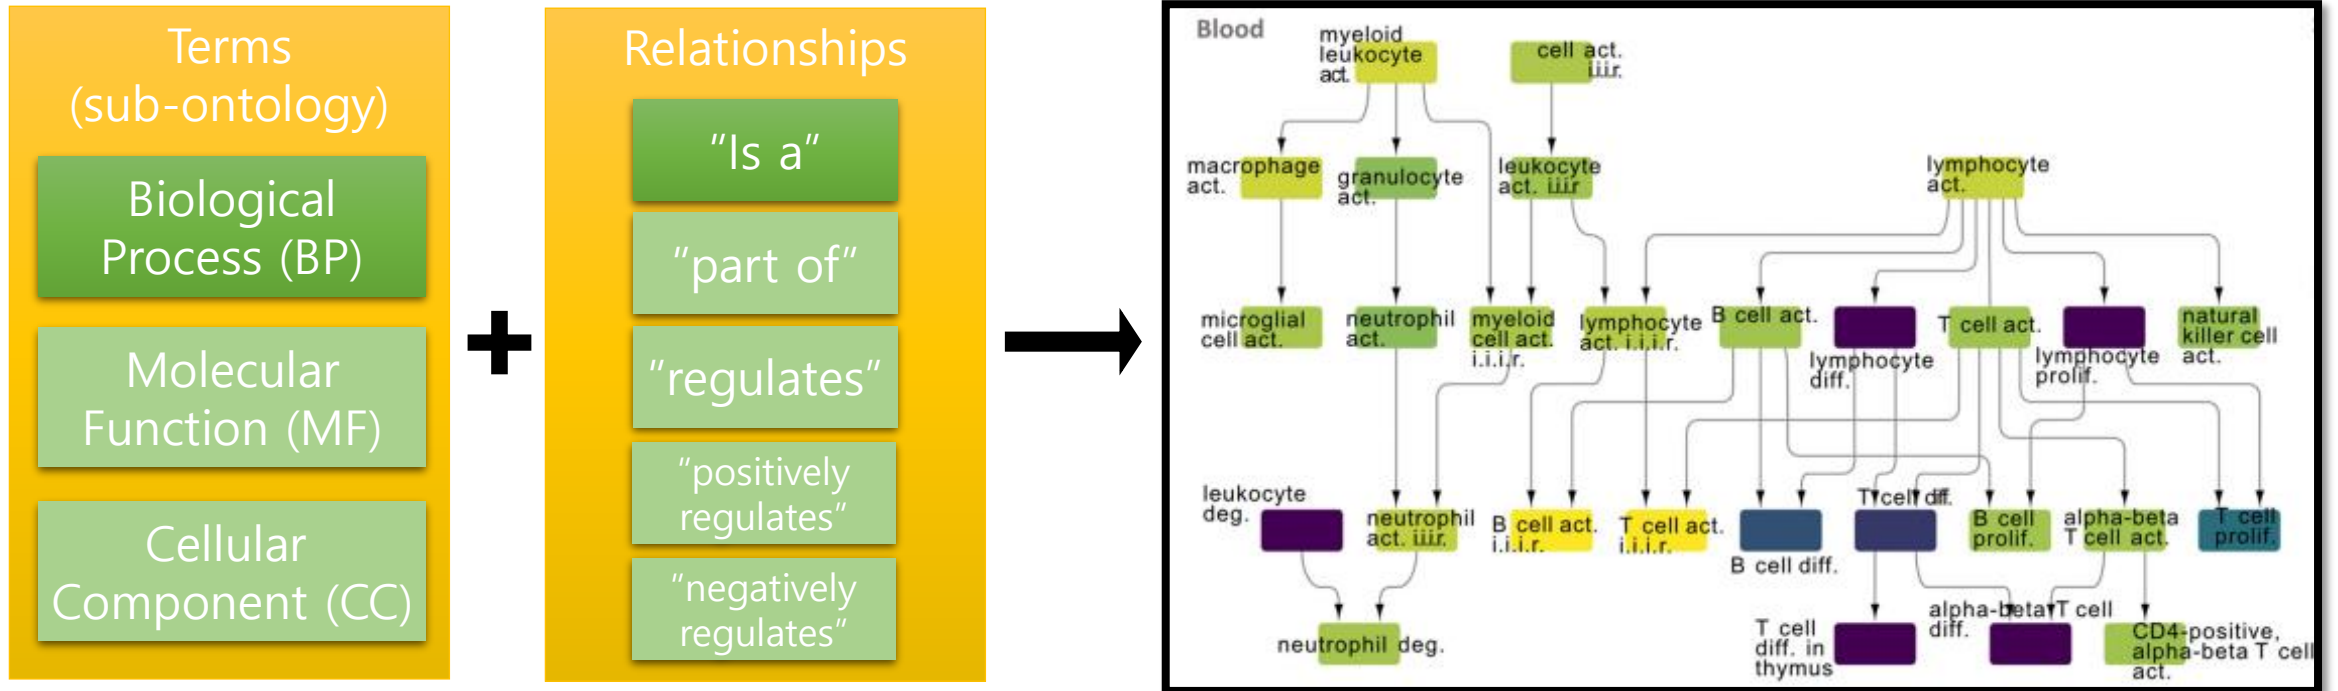 Terms
(sub-ontology)
Biological
Process (BP)
Molecular
Function (MF)
Cellular
Component (CC)
Relationships
“Is a”
“part of”
“regulates”
“positively
regulates”
“negatively
regulates”
Blood
myeloid
leukocyte
act.
cell act.
i.i.i.r.
macrophage
act.
granulocyte
act.
leukocyte
act. i.i.i.r
lymphocyte
act.
microglial
cell act.
neutrophil
act.
myeloid
cell act.
i.i.i.r.
lymphocyte
act. i.i.i.r.
B cell act.
lymphocyte
diff.
T cell act.
lymphocyte
prolif.
natural
killer cell
act.
leukocyte
deg.
neutrophil
act. i.i.i.r.
B cell act.
i.i.i.r.
T cell act.
i.i.i.r.
B cell diff.
T cell diff.
B cell
prolif.
alpha-beta
T cell act.
T cell
prolif.
neutrophil deg.
T cell
diff. in
thymus
alpha-beta T cell
diff.
CD4-positive,
alpha-beta T cell
act.